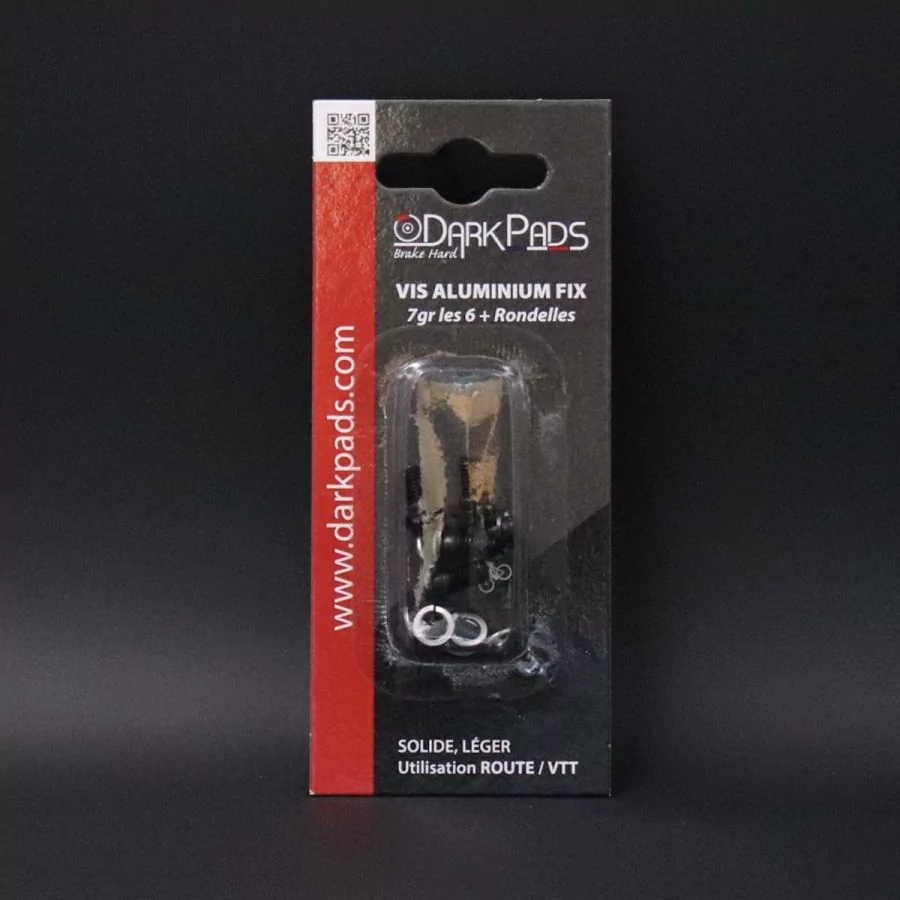 DARKPADS
Brake Hard
VIS ALUMINIUM FIX
7gr les 6 + Rondelles
www.darkpads.com
SOLIDE, LÉGER
Utilisation ROUTE / VTT